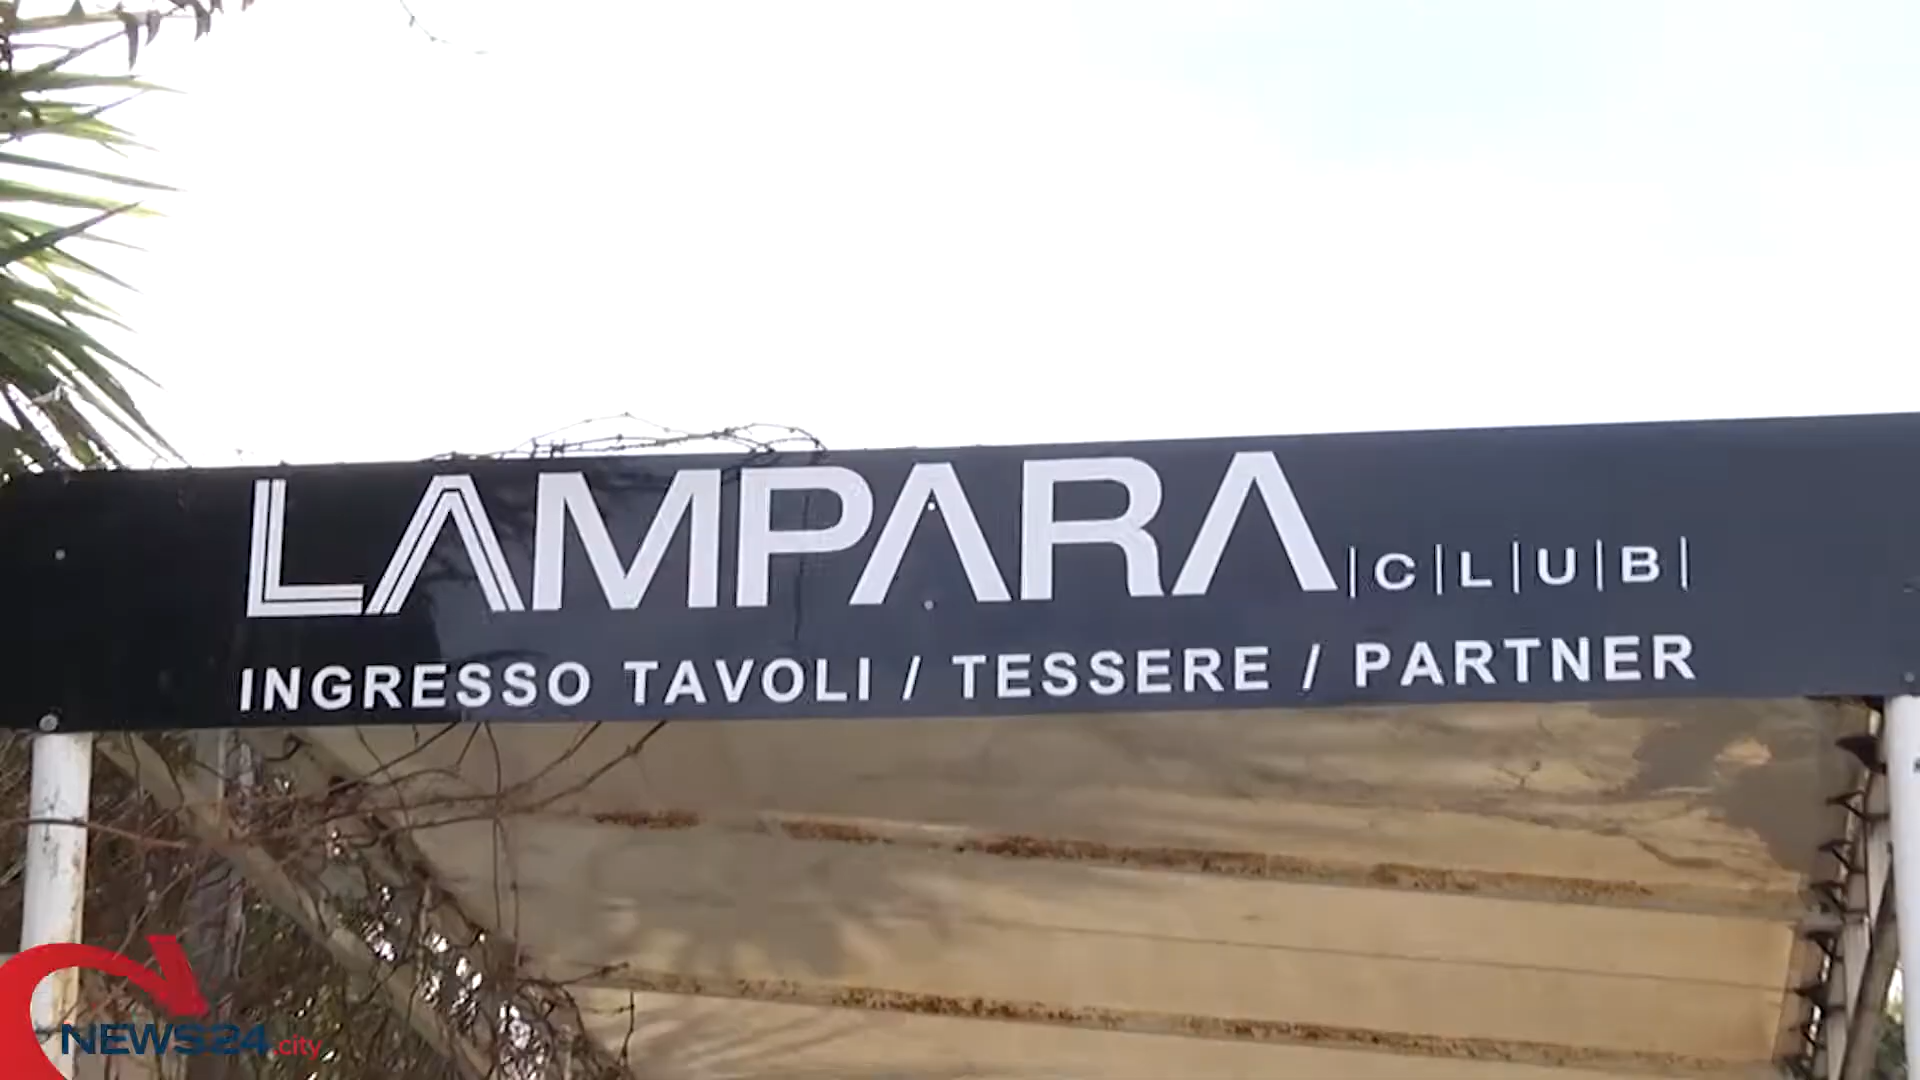 LAMPARA |C|L|U|B|
INGRESSO TAVOLI / TESSERE / PARTNER
NEWS24.city